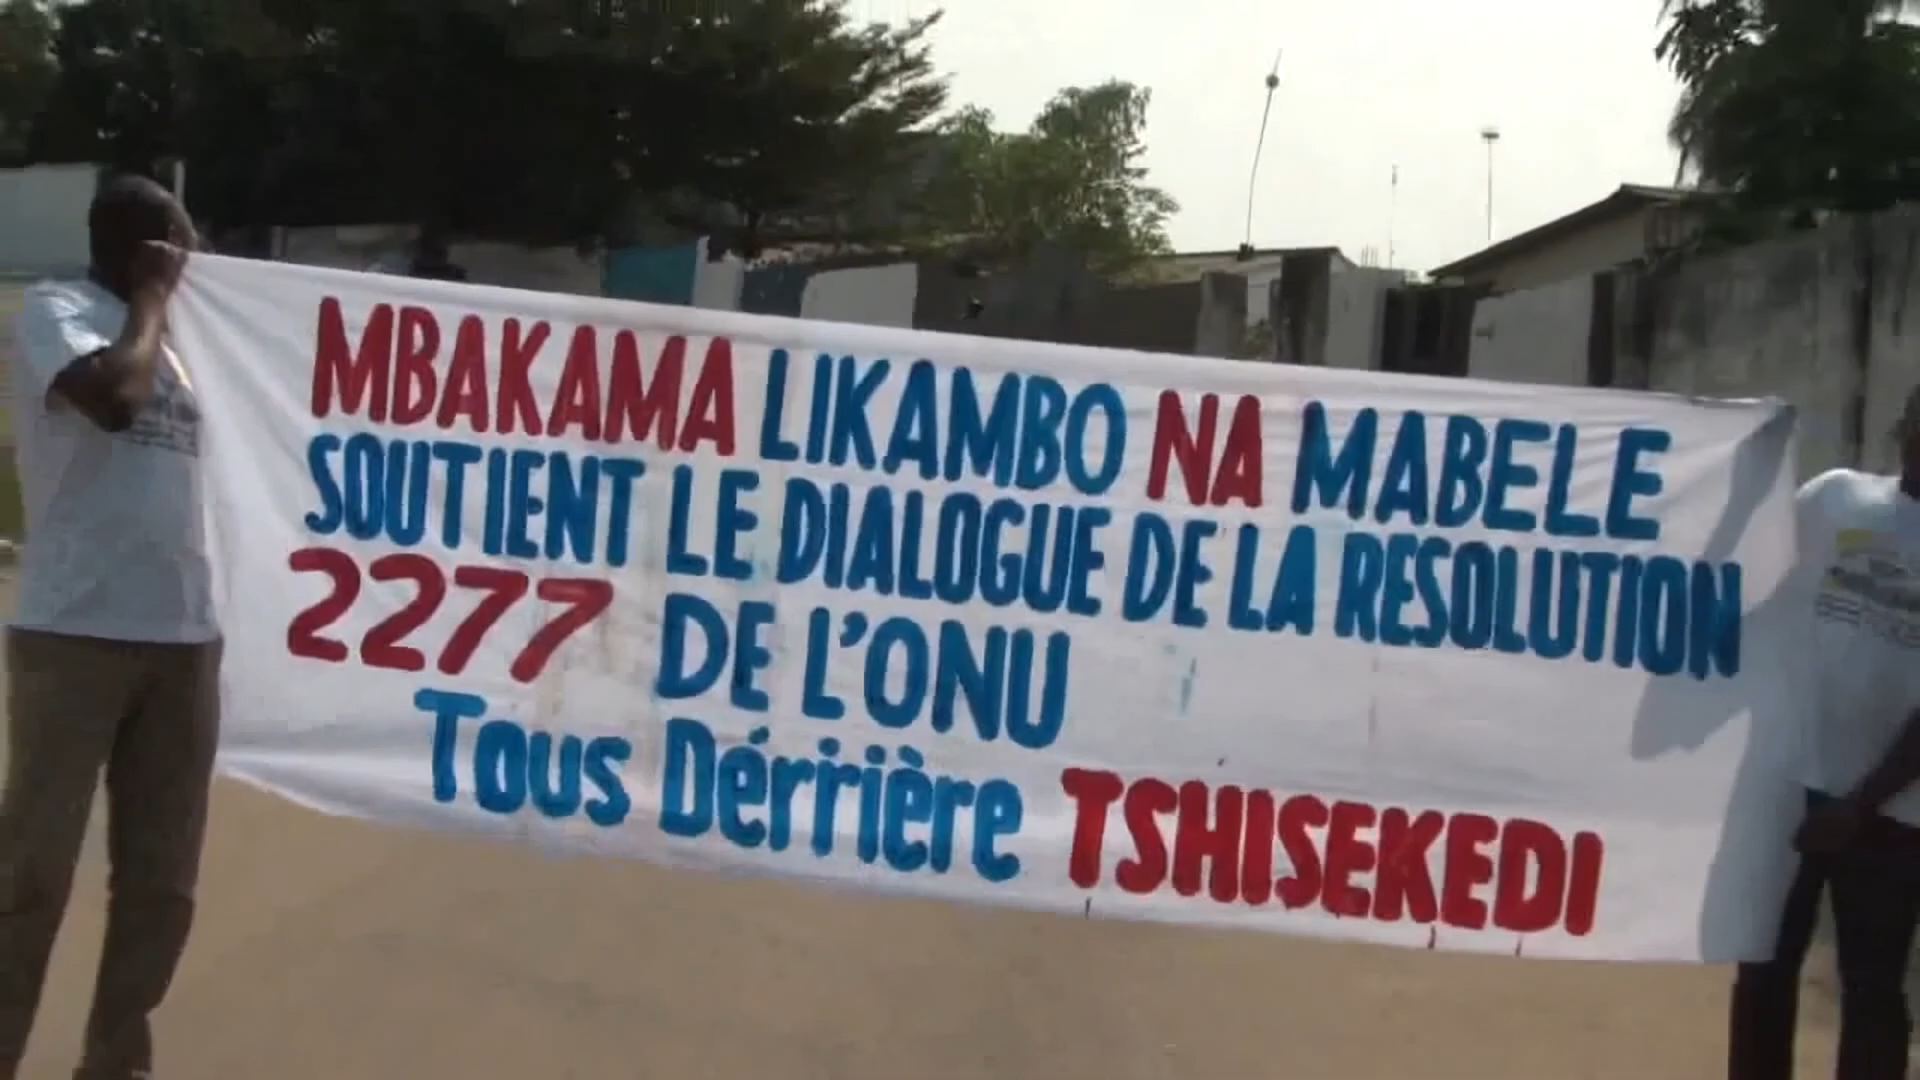 MBAKAMA LIKAMBO NA MABELE
SOUTIENT LE DIALOGUE DE LA RESOLUTION
2277 DE L'ONU
Tous Dérrière TSHISEKEDI